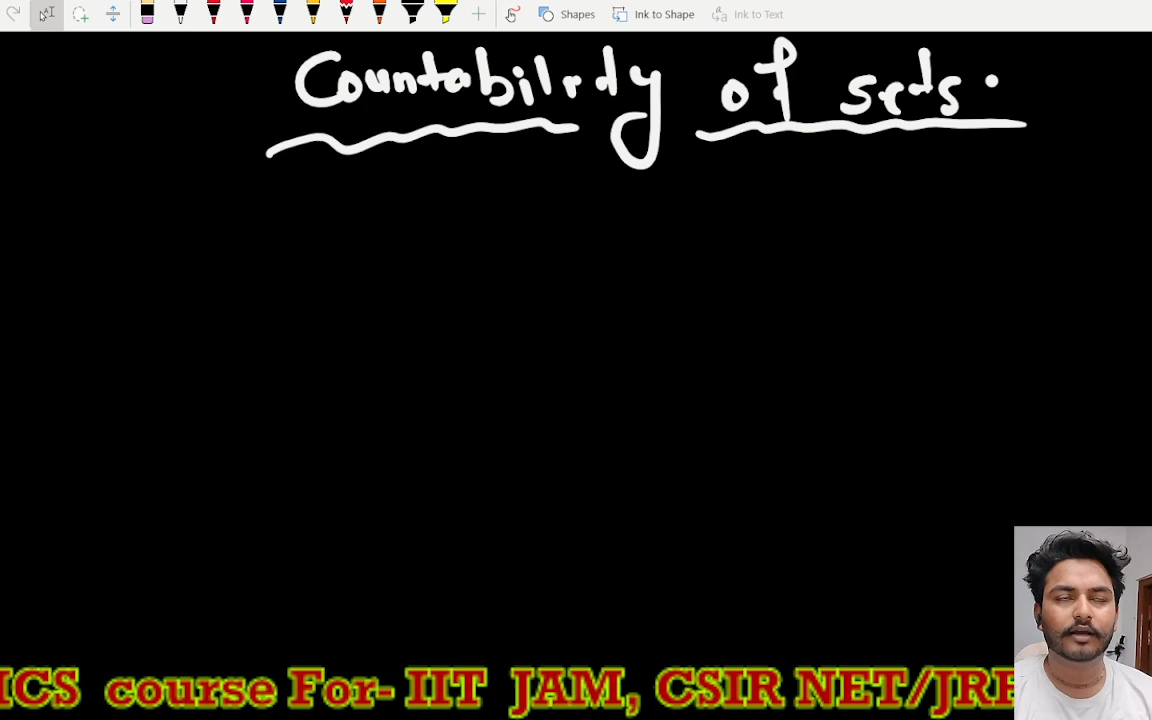 Shapes Ink to Shape Ink to Text
Countability of sets.
ICS course For- IIT JAM, CSIR NET/JRF